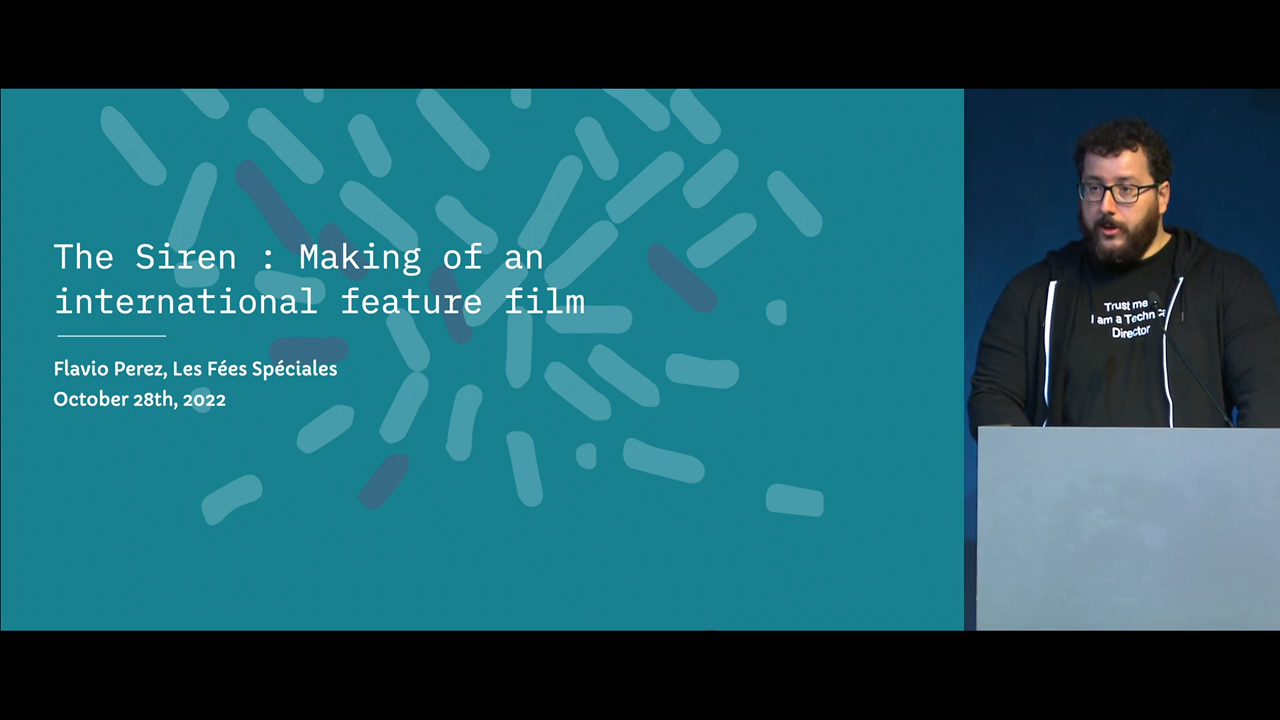 The Siren : Making of an
international feature film
Flavio Perez, Les Fées Spéciales
October 28th, 2022
Trust me
I am a
Director